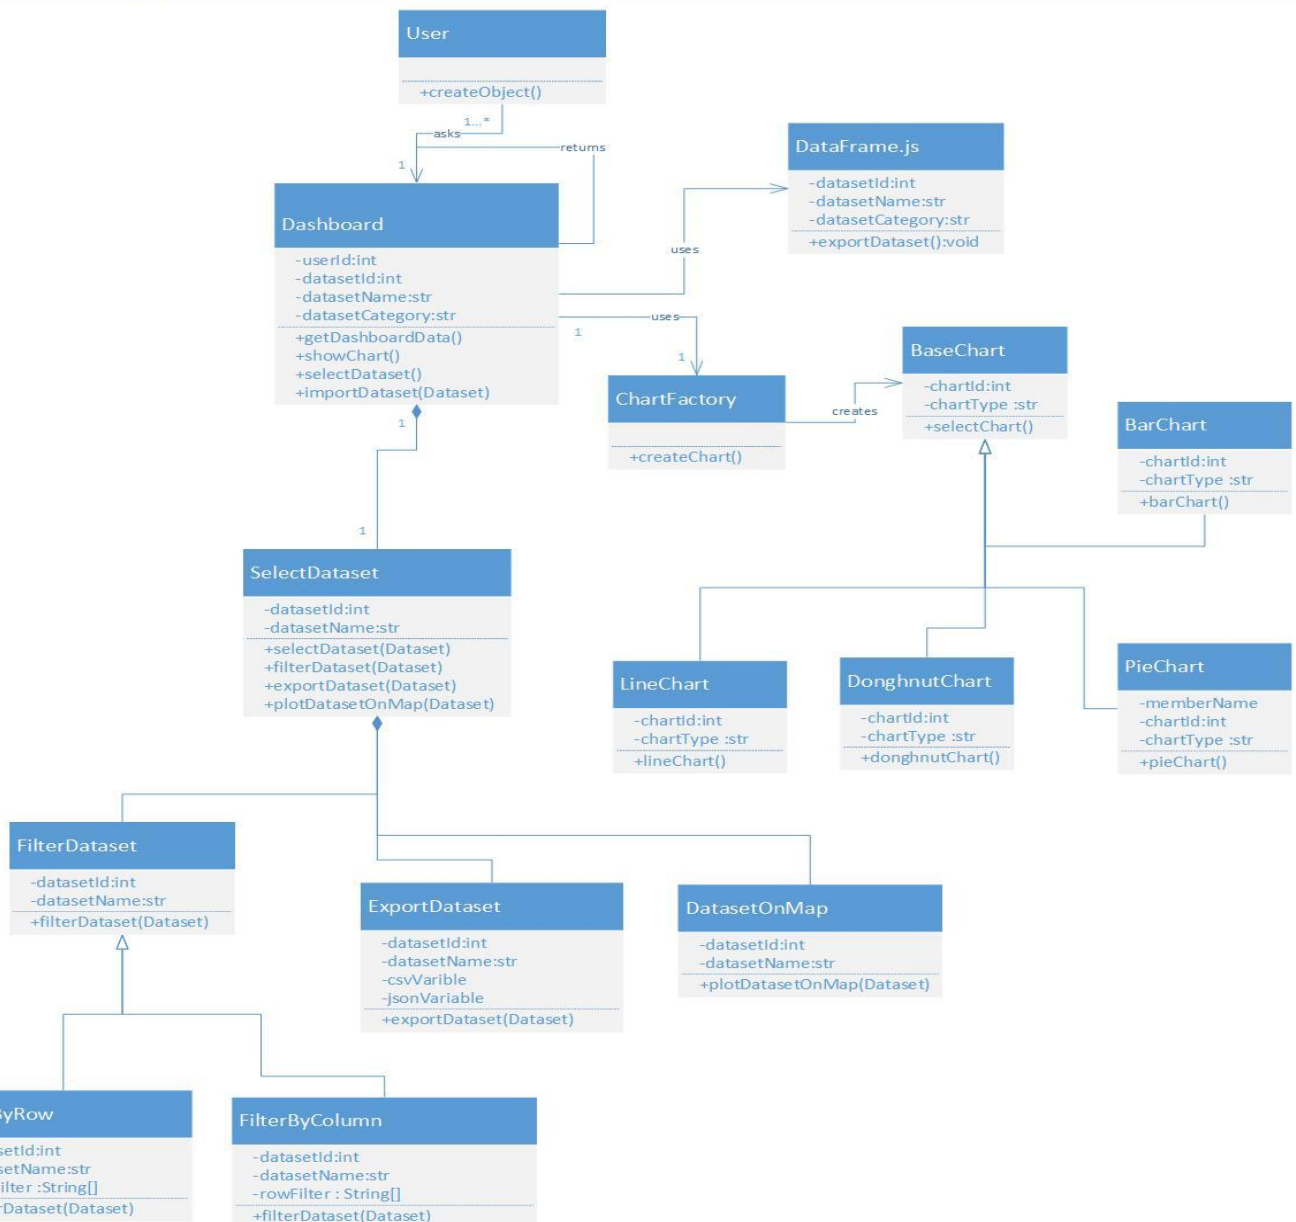 User
+createObject()
1...*
asks
returns
1
DataFrame.js
-datasetId:int
-datasetName:str
-datasetCategory:str
+exportDataset():void
Dashboard
-userId:int
-datasetId:int
-datasetName:str
-datasetCategory:str
+getDashboardData()
+showChart()
+selectDataset()
+importDataset(Dataset)
uses
uses
1
1
1
1
ChartFactory
+createChart()
creates
BaseChart
-chartId:int
-chartType :str
+selectChart()
BarChart
-chartId:int
-chartType :str
+barChart()
SelectDataset
-datasetId:int
-datasetName:str
+selectDataset(Dataset)
+filterDataset(Dataset)
+exportDataset(Dataset)
+plotDatasetOnMap(Dataset)
LineChart
-chartId:int
-chartType :str
+lineChart()
DonghnutChart
-chartId:int
-chartType :str
+donghnutChart()
PieChart
-memberName
-chartId:int
-chartType :str
+pieChart()
FilterDataset
-datasetId:int
-datasetName:str
+filterDataset(Dataset)
ExportDataset
-datasetId:int
-datasetName:str
-csvVarible
-jsonVariable
+exportDataset(Dataset)
DatasetOnMap
-datasetId:int
-datasetName:str
+plotDatasetOnMap(Dataset)
yRow
setId:int
setName:str
ilter :String[]
rDataset(Dataset)
FilterByColumn
-datasetId:int
-datasetName:str
-rowFilter : String[]
+filterDataset(Dataset)